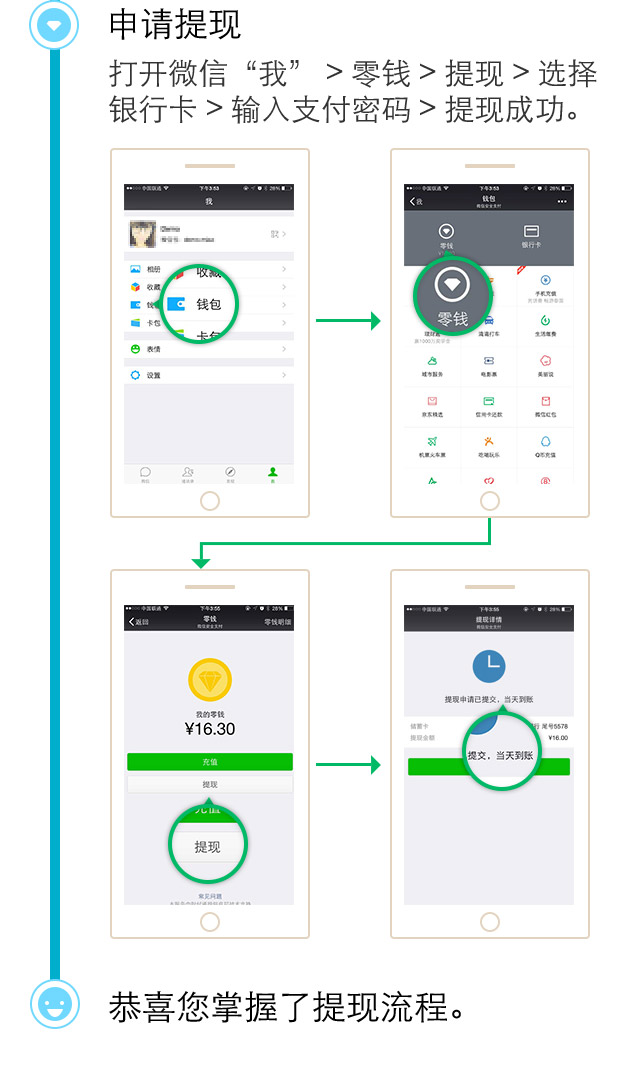 申请提现
打开微信“我” > 零钱 > 提现 > 选择
银行卡 > 输入支付密码 > 提现成功。
中国联通 下午3:53 26%
我
Demo
相册
收藏
收藏
钱包
卡包
卡包
表情
设置
我
中国联通 下午3:53 26%
我 钱包
微信安全支付
零钱 银行卡
零钱
手机充值
滴滴打车 生活缴费
城市服务 电影票 美丽说
京东精选 信用卡还款 微信红包
机票火车票 吃喝玩乐 Q币充值
中国联通 下午3:55 26%
返回 零钱 零钱明细
微信安全支付
我的零钱
¥16.30
充值
提现
充值
提现
常见问题
中国联通 下午3:55 26%
提现详情
微信安全支付
提现申请已提交，当天到账
储蓄卡 行 尾号5578
提现金额 ¥16.00
提交，当天到账
恭喜您掌握了提现流程。